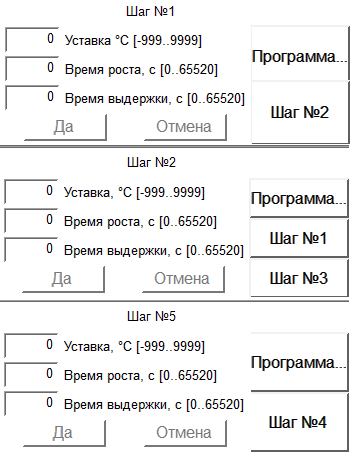 Шаг №1
0 Уставка °C [-999..9999]
Программа...
0 Время роста, с [0..65520]
0 Время выдержки, с [0..65520]
Шаг №2
Да Отмена
Шаг №2
0 Уставка, °C [-999..9999]
Программа...
0 Время роста, с [0..65520]
Шаг №1
0 Время выдержки, с [0..65520]
Да Отмена
Шаг №3
Шаг №5
0 Уставка, °C [-999..9999]
Программа...
0 Время роста, с [0..65520]
0 Время выдержки, с [0..65520]
Шаг №4
Да Отмена